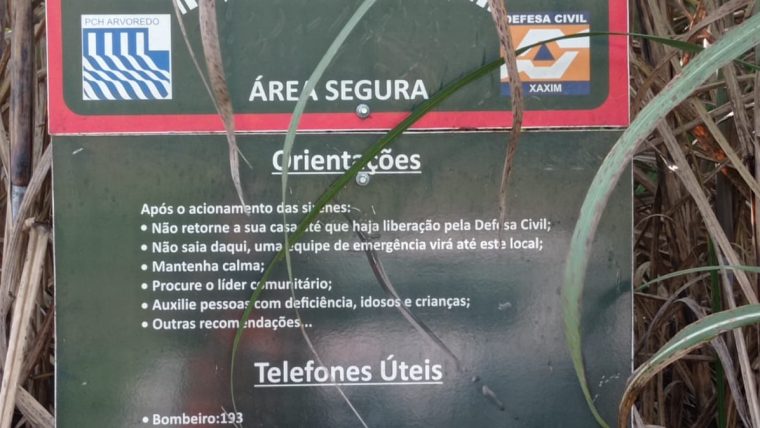 PCH ARVOREDO
DEFESA CIVIL
XAXIM
ÁREA SEGURA
Orientações
Após o acionamento das sirenes:
• Não retorne a sua casa até que haja liberação pela Defesa Civil;
• Não saia daqui, uma equipe de emergência virá até este local;
• Mantenha calma;
• Procure o líder comunitário;
• Auxilie pessoas com deficiência, idosos e crianças;
• Outras recomendações...
Telefones Úteis
• Bombeiro:193